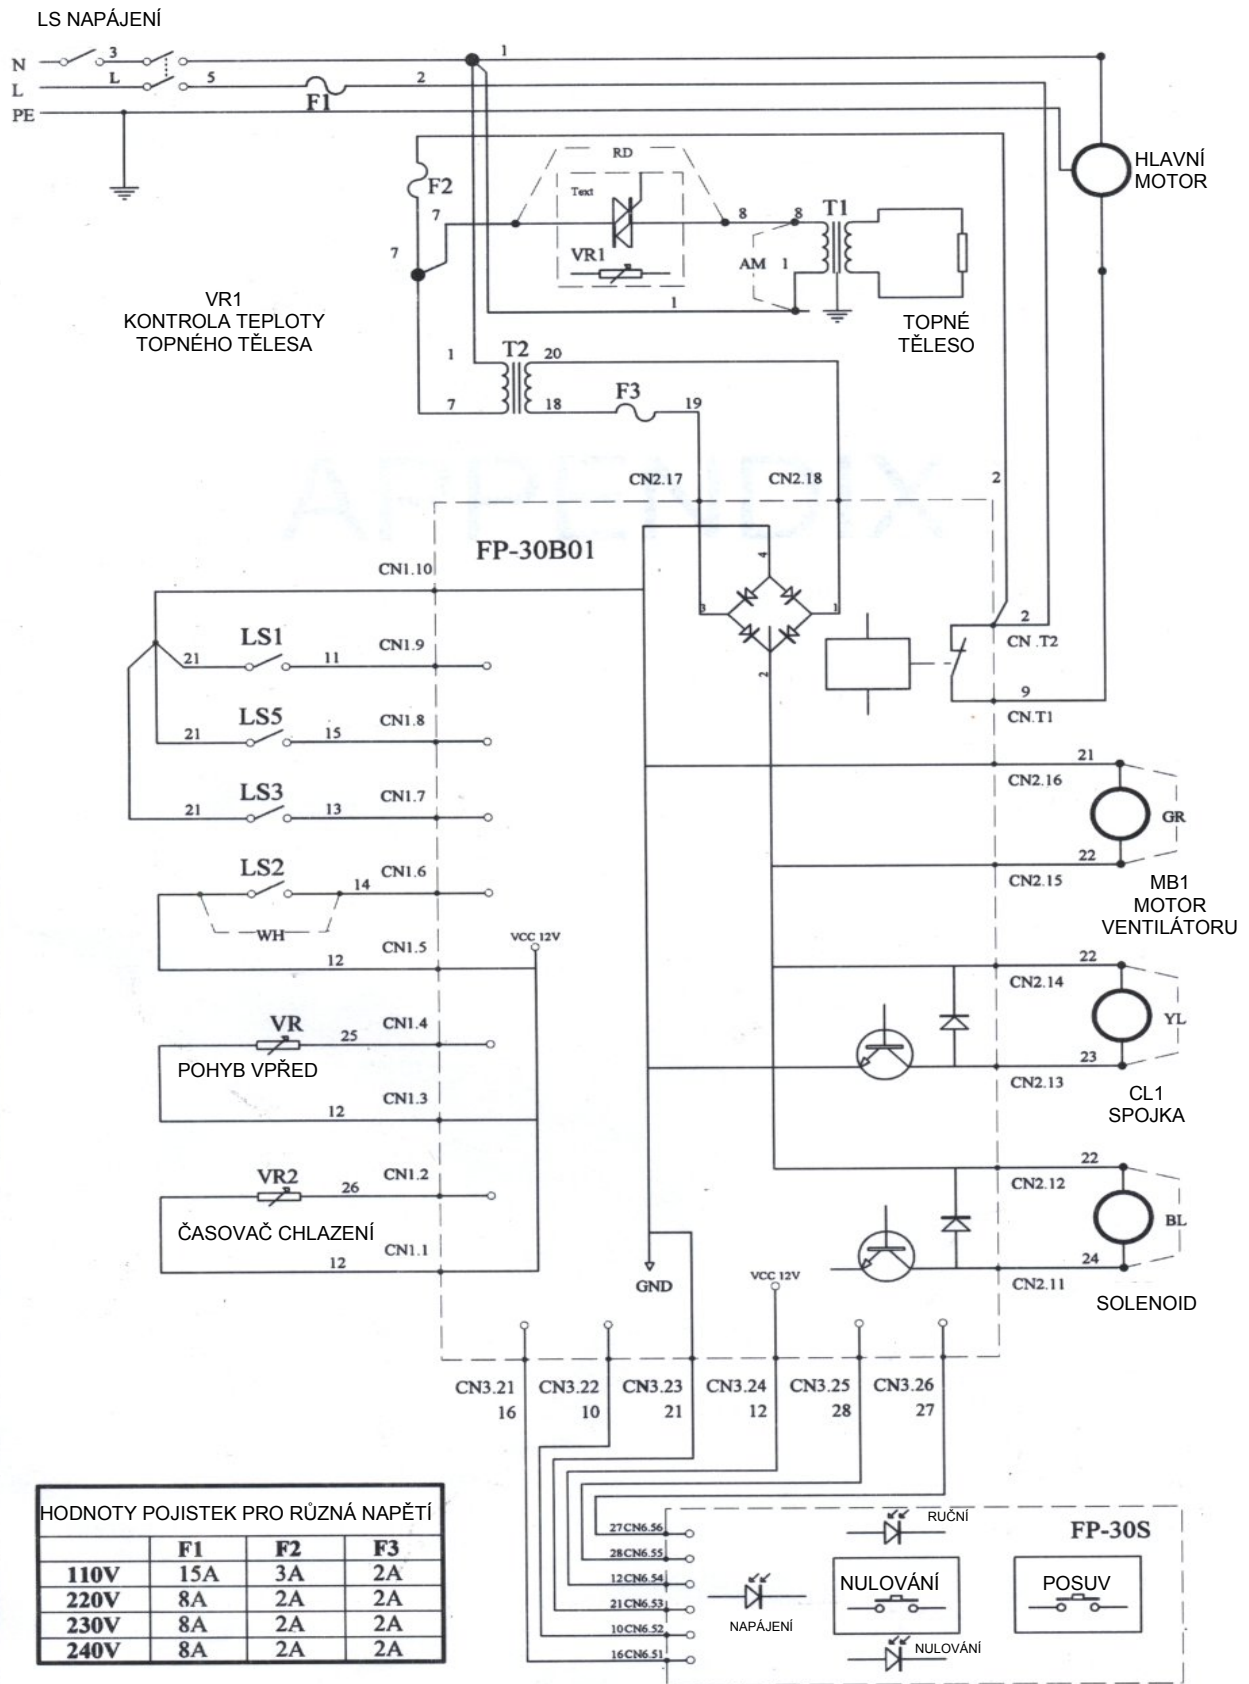 LS NAPÁJENÍ
N
3
1
L
L
5
2
F1
PE
HLAVNÍ
MOTOR
RD
F2
Text
7
8
8
T1
VR1
AM
1
7
1
VR1
KONTROLA TEPLOTY
TOPNÉHO TĚLESA
TOPNÉ
TĚLESO
1
T2
20
7
18
F3
19
APPENDIX
CN2.17
CN2.18
2
FP-30B01
4
3
1
2
CN1.10
LS1
21
11
CN1.9
2
CN .T2
9
CN.T1
LS5
21
15
CN1.8
LS3
21
13
CN1.7
21
CN2.16
GR
22
CN2.15
MB1
MOTOR
VENTILÁTORU
LS2
14
CN1.6
WH
12
CN1.5
VCC 12V
22
CN2.14
YL
23
CN2.13
CL1
SPOJKA
VR
25
CN1.4
POHYB VPŘED
12
CN1.3
VR2
26
CN1.2
ČASOVAČ CHLAZENÍ
12
CN1.1
22
CN2.12
BL
24
CN2.11
SOLENOID
GND
VCC 12V
CN3.21
CN3.22
CN3.23
CN3.24
CN3.25
CN3.26
16
10
21
12
28
27
HODNOTY POJISTEK PRO RŮZNÁ NAPĚTÍ
F1 F2 F3
110V 15A 3A 2A
220V 8A 2A 2A
230V 8A 2A 2A
240V 8A 2A 2A
27CN6.56
28CN6.55
12CN6.54
21CN6.53
10CN6.52
16CN6.51
NAPÁJENÍ
RUČNÍ
NULOVÁNÍ
NULOVÁNÍ
FP-30S
POSUV